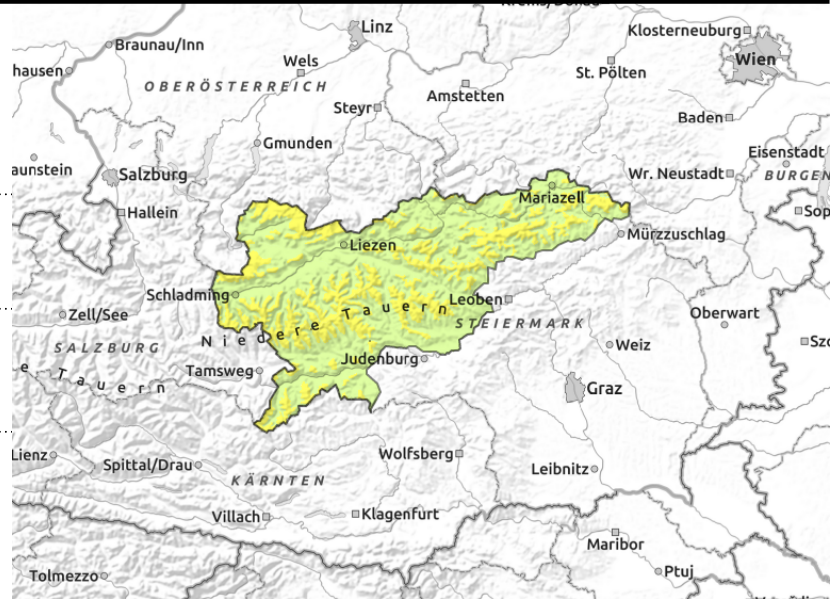 Linz
Klosterneuburg
Braunau/Inn
Wien
Wels
hausen
St. Pölten
OBERÖSTERREICH
Amstetten
Steyr
Baden
Gmunden
Eisenstadt
aunstein
Salzburg
Wr. Neustadt
BURGEN
Mariazell
Hallein
Sop
Mürzzuschlag
Liezen
Schladming
Leoben
Zell/See
Niedere Tauern
STEIERMARK
Oberwart
SALZBURG
Weiz
Szo
Judenburg
e Tauern
Tamsweg
Graz
Lienz
Wolfsberg
Spittal/Drau
Leibnitz
KÄRNTEN
Villach
Klagenfurt
Maribor
Tolmezzo
Ptuj